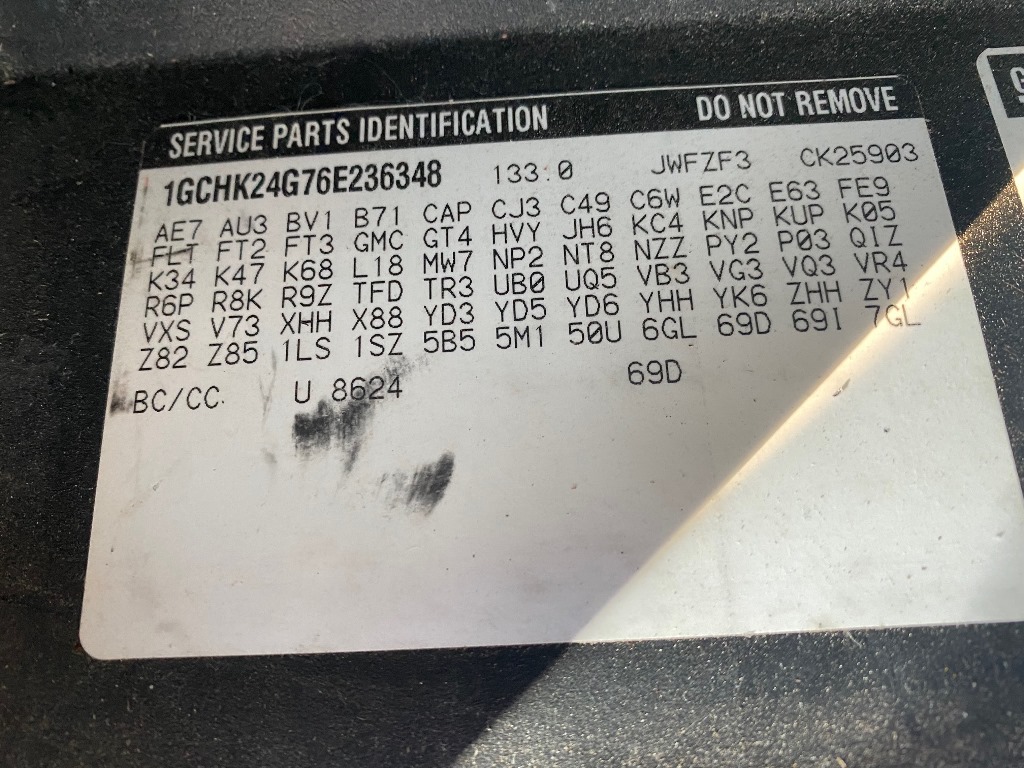 SERVICE PARTS IDENTIFICATION DO NOT REMOVE
1GCHK24G76E236348 133:0 JWFZF3 CK25903
AE7 AU3 BV1 B71 CAP CJ3 C49 C6W E2C E63 FE9
FLT FT2 FT3 GMC GT4 HVY JH6 KC4 KNP KUP K05
K34 K47 K68 L18 MW7 NP2 NT8 NZZ PY2 P03 QIZ
R6P R8K R9Z TFD TR3 UB0 UQ5 VB3 VG3 VQ3 VR4
VXS V73 XHH X88 YD3 YD5 YD6 YHH YK6 ZHH ZY1
Z82 Z85 1LS 1SZ 5B5 5M1 50U 6GL 69D 69I 7GL
BC/CC U 8624 69D